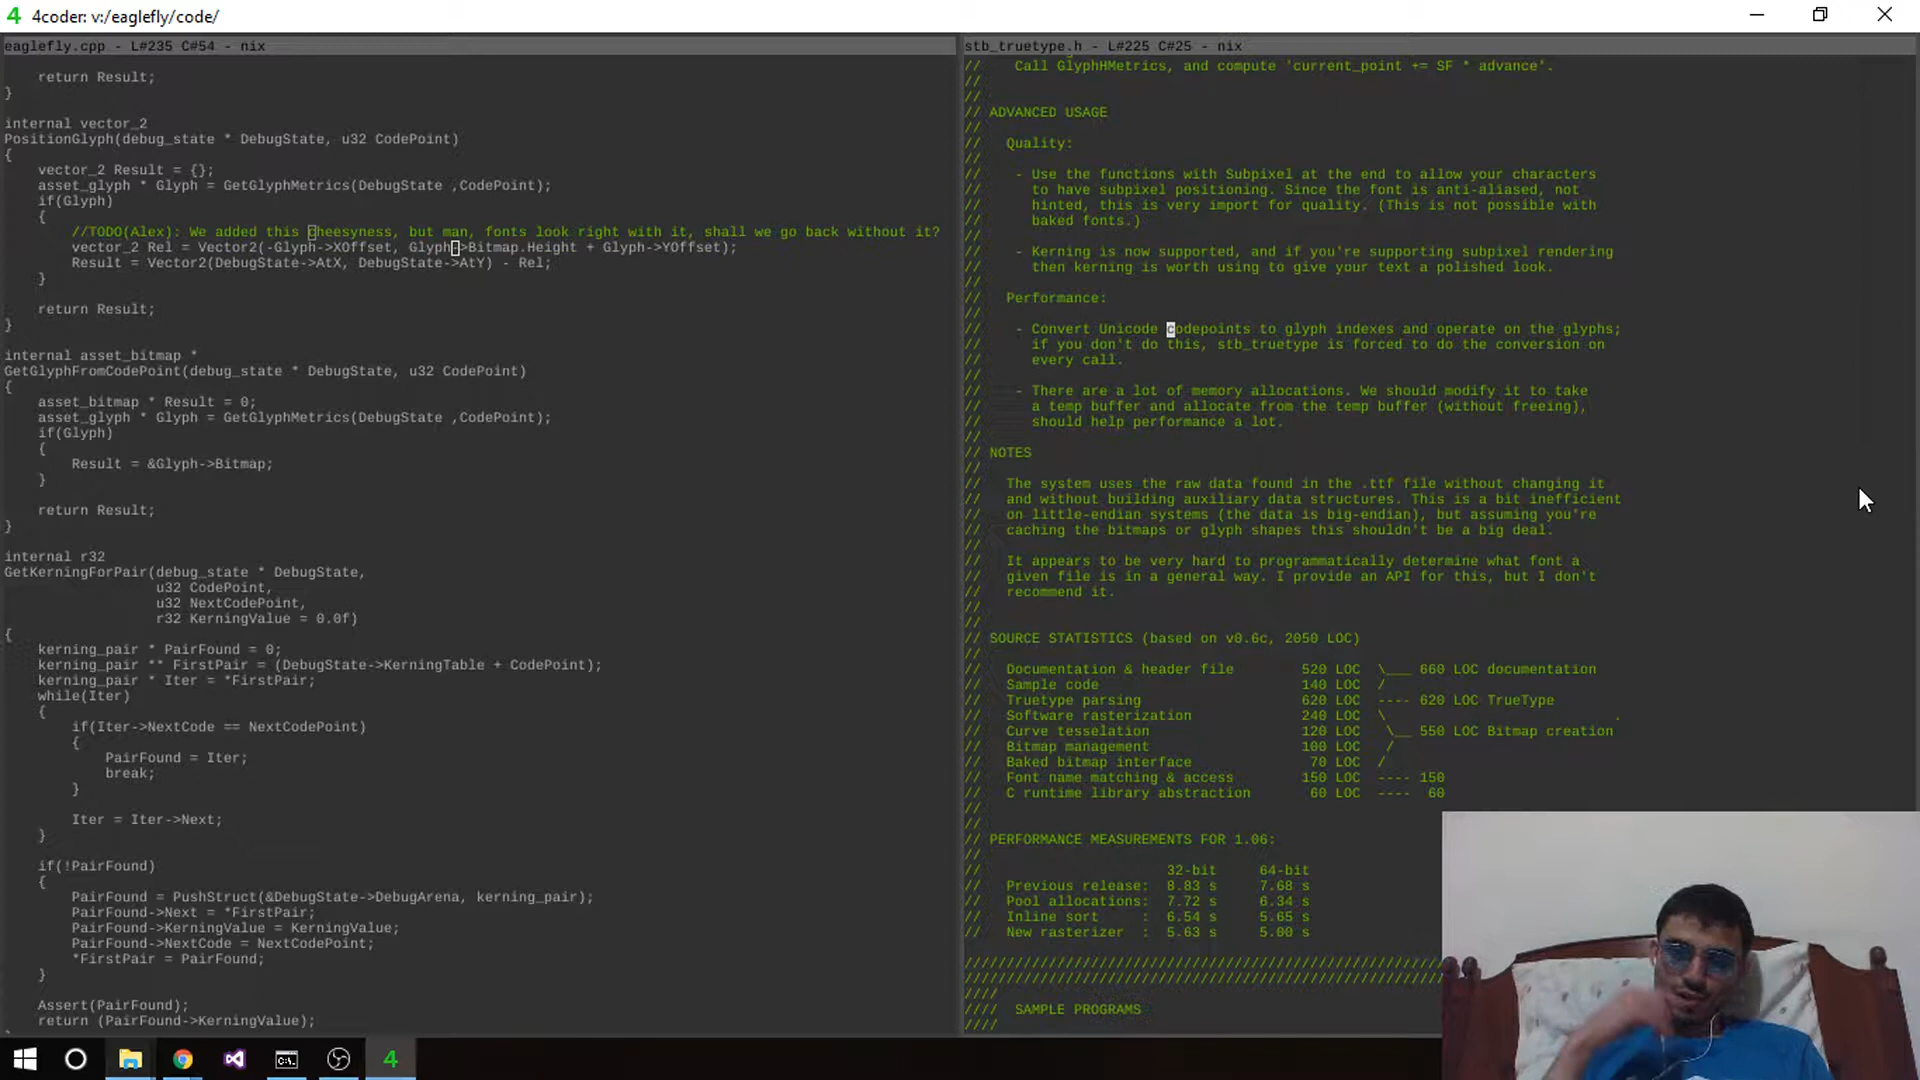 4coder: v:/eaglefly/code/
eaglefly.cpp - L#235 C#54 - nix
return Result;
}
internal vector_2
PositionGlyph(debug_state * DebugState, u32 CodePoint)
{
vector_2 Result = {};
asset_glyph * Glyph = GetGlyphMetrics(DebugState ,CodePoint);
if(Glyph)
{
//TODO(Alex): We added this cheesyness, but man, fonts look right with it, shall we go back without it?
vector_2 Rel = Vector2(-Glyph->XOffset, Glyph->Bitmap.Height + Glyph->YOffset);
Result = Vector2(DebugState->AtX, DebugState->AtY) - Rel;
}
return Result;
}
internal asset_bitmap *
GetGlyphFromCodePoint(debug_state * DebugState, u32 CodePoint)
{
asset_bitmap * Result = 0;
asset_glyph * Glyph = GetGlyphMetrics(DebugState ,CodePoint);
if(Glyph)
{
Result = &Glyph->Bitmap;
}
return Result;
}
internal r32
GetKerningForPair(debug_state * DebugState,
u32 CodePoint,
u32 NextCodePoint,
r32 KerningValue = 0.0f)
{
kerning_pair * PairFound = 0;
kerning_pair ** FirstPair = (DebugState->KerningTable + CodePoint);
kerning_pair * Iter = *FirstPair;
while(Iter)
{
if(Iter->NextCode == NextCodePoint)
{
PairFound = Iter;
break;
}
Iter = Iter->Next;
}
if(!PairFound)
{
PairFound = PushStruct(&DebugState->DebugArena, kerning_pair);
PairFound->Next = *FirstPair;
PairFound->KerningValue = KerningValue;
PairFound->NextCode = NextCodePoint;
*FirstPair = PairFound;
}
Assert(PairFound);
return (PairFound->KerningValue);
stb_truetype.h - L#225 C#25 - nix
// Call GlyphHMetrics, and compute 'current_point += SF * advance'.
//
//
// ADVANCED USAGE
//
// Quality:
//
// - Use the functions with Subpixel at the end to allow your characters
// to have subpixel positioning. Since the font is anti-aliased, not
// hinted, this is very import for quality. (This is not possible with
// baked fonts.)
//
// - Kerning is now supported, and if you're supporting subpixel rendering
// then kerning is worth using to give your text a polished look.
//
// Performance:
//
// - Convert Unicode codepoints to glyph indexes and operate on the glyphs;
// if you don't do this, stb_truetype is forced to do the conversion on
// every call.
//
// - There are a lot of memory allocations. We should modify it to take
// a temp buffer and allocate from the temp buffer (without freeing),
// should help performance a lot.
//
// NOTES
//
// The system uses the raw data found in the .ttf file without changing it
// and without building auxiliary data structures. This is a bit inefficient
// on little-endian systems (the data is big-endian), but assuming you're
// caching the bitmaps or glyph shapes this shouldn't be a big deal.
//
// It appears to be very hard to programmatically determine what font a
// given file is in a general way. I provide an API for this, but I don't
// recommend it.
//
//
// SOURCE STATISTICS (based on v0.6c, 2050 LOC)
//
// Documentation & header file 520 LOC \___ 660 LOC documentation
// Sample code 140 LOC /
// Truetype parsing 620 LOC ---- 620 LOC TrueType
// Software rasterization 240 LOC \ .
// Curve tesselation 120 LOC \__ 550 LOC Bitmap creation
// Bitmap management 100 LOC /
// Baked bitmap interface 70 LOC /
// Font name matching & access 150 LOC ---- 150
// C runtime library abstraction 60 LOC ---- 60
//
//
// PERFORMANCE MEASUREMENTS FOR 1.06:
//
// 32-bit 64-bit
// Previous release: 8.83 s 7.68 s
// Pool allocations: 7.72 s 6.34 s
// Inline sort : 6.54 s 5.65 s
// New rasterizer : 5.63 s 5.00 s
////
//// SAMPLE PROGRAMS
////